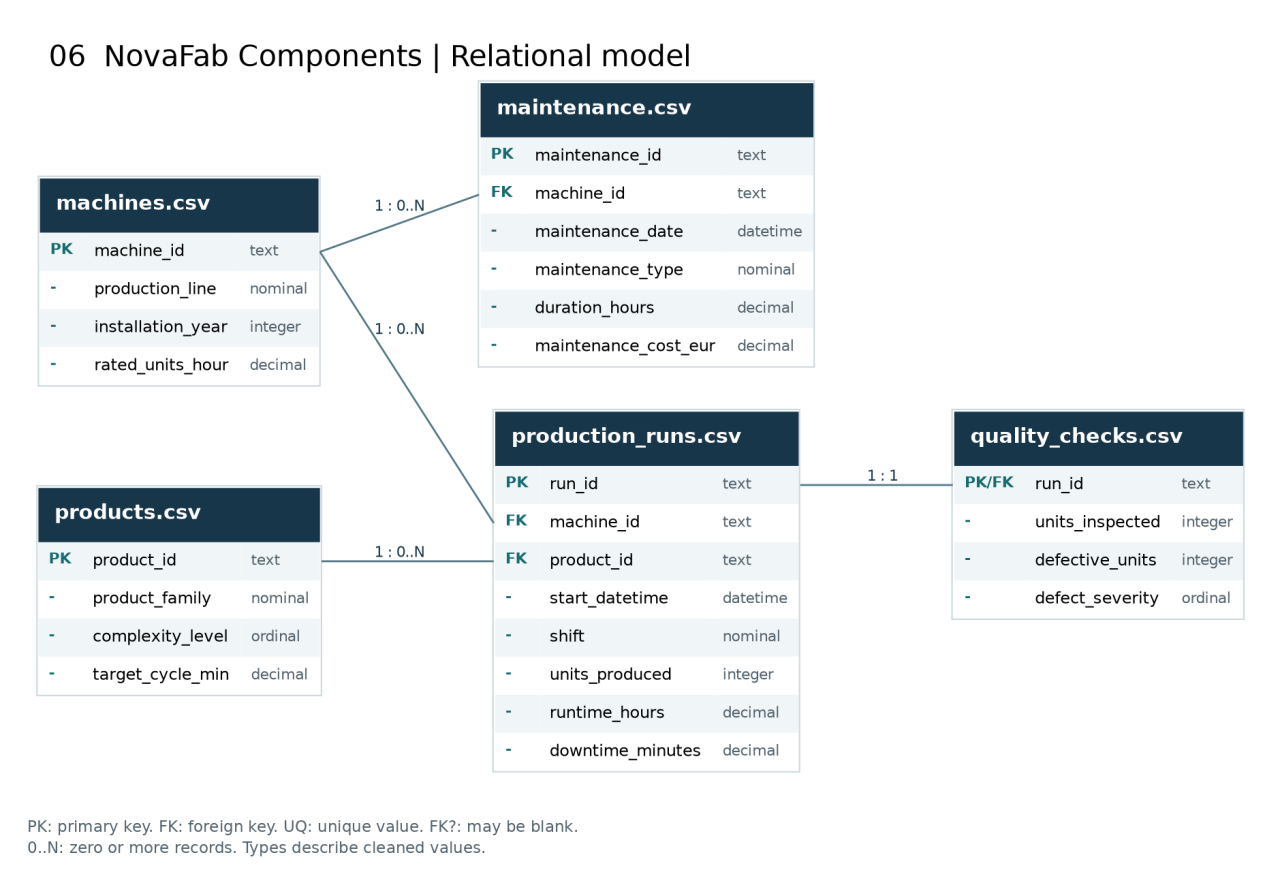 06  NovaFab Components | Relational model
maintenance.csv
PK maintenance_id text
FK machine_id text
- maintenance_date datetime
- maintenance_type nominal
- duration_hours decimal
- maintenance_cost_eur decimal
machines.csv
PK machine_id text
- production_line nominal
- installation_year integer
- rated_units_hour decimal
1 : 0..N
1 : 0..N
products.csv
PK product_id text
- product_family nominal
- complexity_level ordinal
- target_cycle_min decimal
1 : 0..N
production_runs.csv
PK run_id text
FK machine_id text
FK product_id text
- start_datetime datetime
- shift nominal
- units_produced integer
- runtime_hours decimal
- downtime_minutes decimal
1 : 1
quality_checks.csv
PK/FK run_id text
- units_inspected integer
- defective_units integer
- defect_severity ordinal
PK: primary key. FK: foreign key. UQ: unique value. FK?: may be blank.
0..N: zero or more records. Types describe cleaned values.